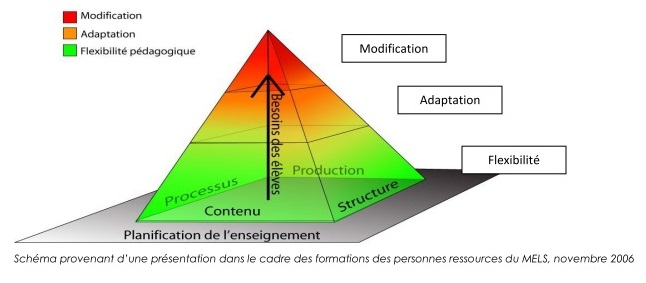 Modification
Adaptation
Flexibilité pédagogique
Modification
Adaptation
Flexibilité
Besoins des élèves
Processus
Production
Contenu
Structure
Planification de l'enseignement
Schéma provenant d'une présentation dans le cadre des formations des personnes ressources du MELS, novembre 2006